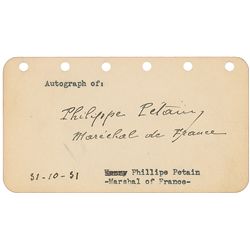 Autograph of:
Philippe Petain,
Maréchal de France
Phillipe Petain
31-10-31
-Marshal of France-